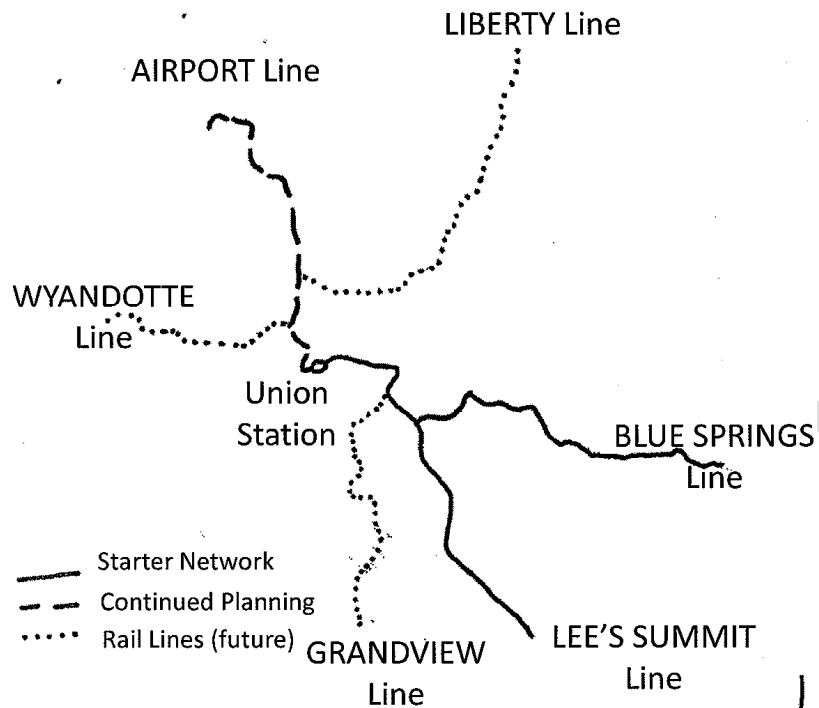 LIBERTY Line
AIRPORT Line
WYANDOTTE
Line
Union
Station
BLUE SPRINGS
Line
Starter Network
Continued Planning
Rail Lines (future)
GRANDVIEW
Line
LEE'S SUMMIT
Line